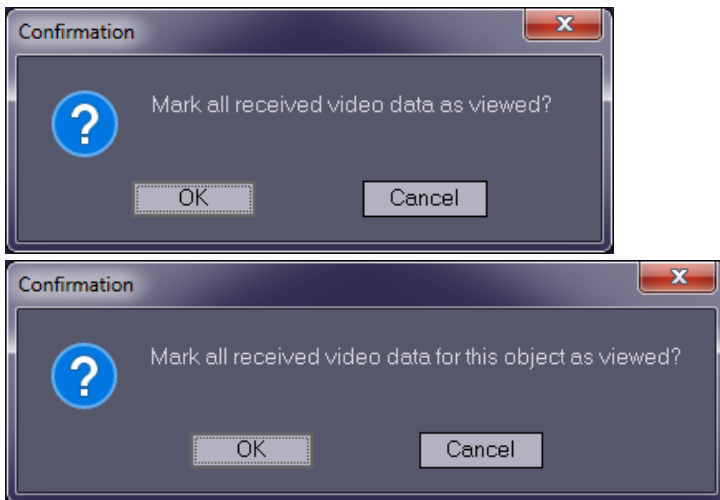 Confirmation
x
Mark all received video data as viewed?
?
OK Cancel
Confirmation
x
Mark all received video data for this object as viewed?
?
OK Cancel